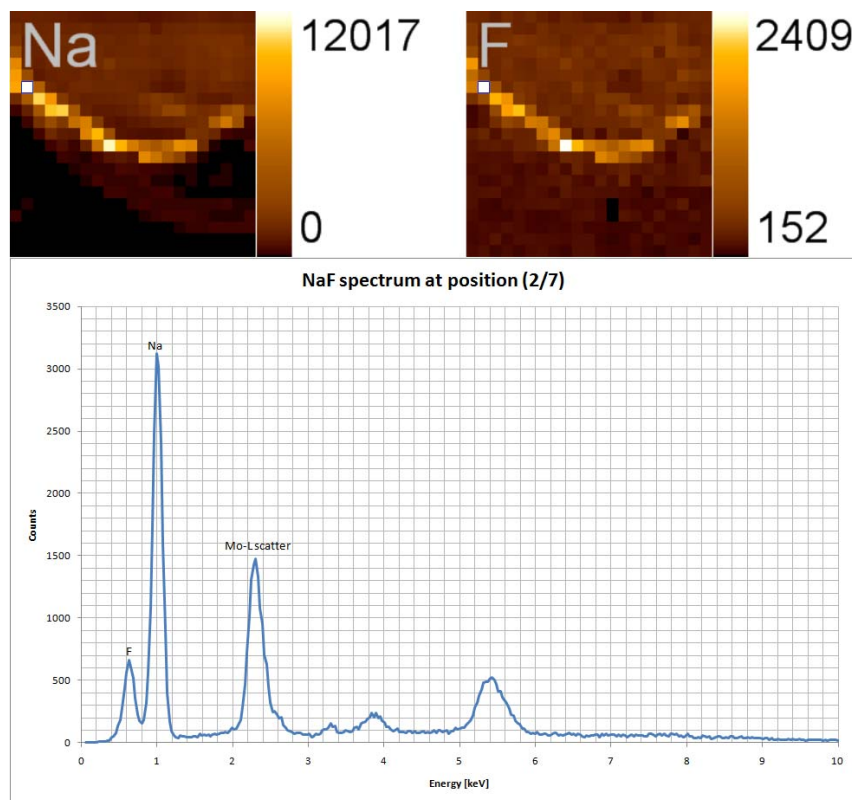 Na
12017
0
F
2409
152
NaF spectrum at position (2/7)
3500
3000
2500
2000
1500
1000
500
0
Counts
Na
Mo-L scatter
F
0 1 2 3 4 5 6 7 8 9 10
Energy [keV]